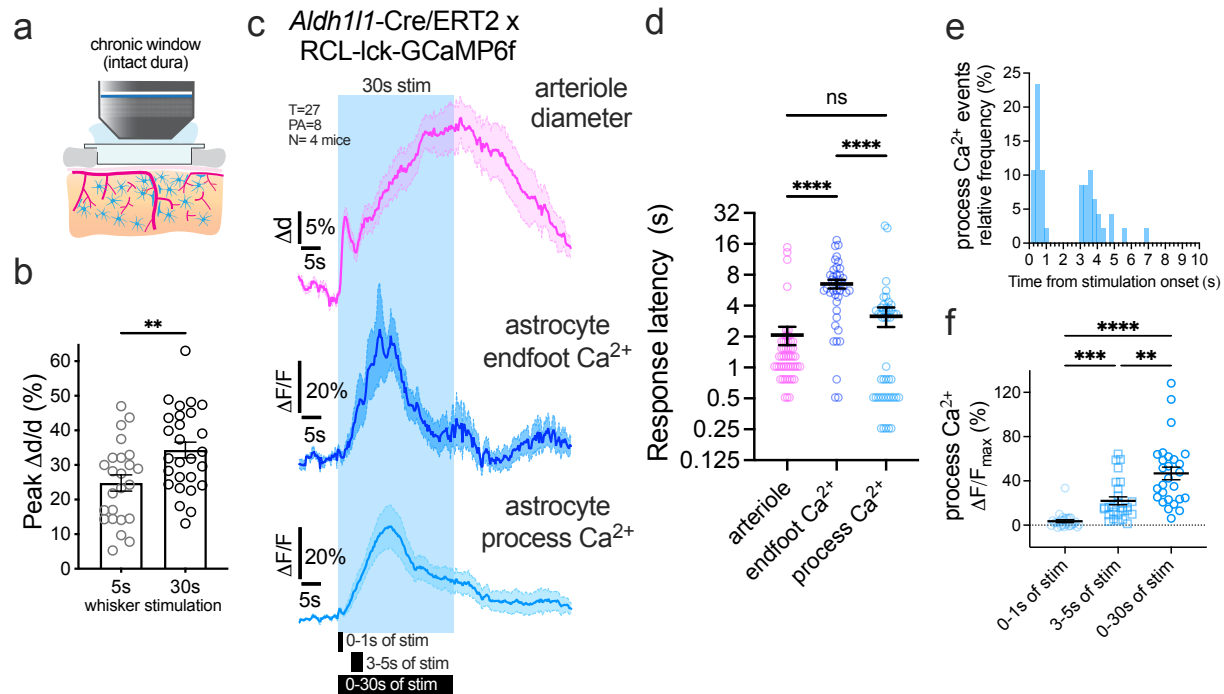 a
chronic window
(intact dura)
b
Peak Δd/d (%)
60
50
40
30
20
10
0
**
5s
30s
whisker stimulation
c
Aldh1l1-Cre/ERT2 x
RCL-lck-GCaMP6f
30s stim
T=27
PA=8
N= 4 mice
arteriole
diameter
Δd
5%
5s
astrocyte
endfoot Ca2+
ΔF/F
20%
5s
astrocyte
process Ca2+
ΔF/F
20%
5s
0-1s of stim
3-5s of stim
0-30s of stim
d
Response latency (s)
32
16
8
4
2
1
0.5
0.25
0.125
ns
****
****
arteriole
endfoot Ca2+
process Ca2+
e
process Ca2+ events
relative frequency (%)
25
20
15
10
5
0
0 1 2 3 4 5 6 7 8 9 10
Time from stimulation onset (s)
f
process Ca2+
ΔF/Fmax (%)
120
80
40
0
****
***
**
0-1s of stim
3-5s of stim
0-30s of stim